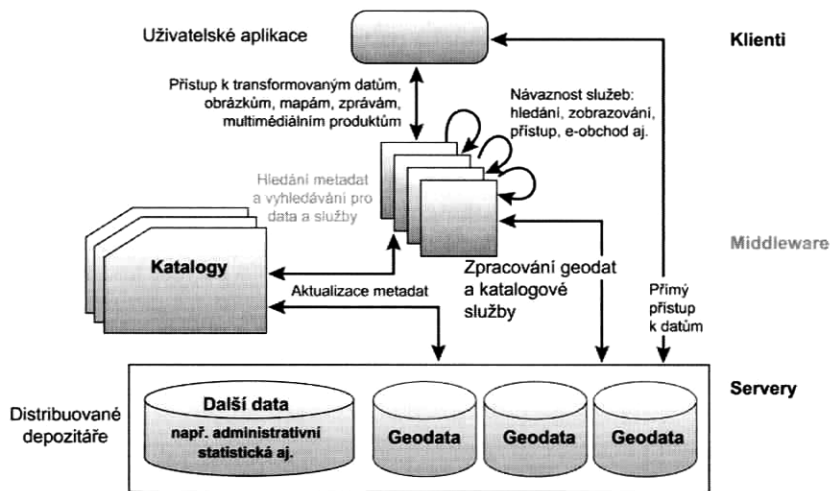 Uživatelské aplikace
Klienti
Přístup k transformovaným datům,
obrázkům, mapám, zprávám,
multimédiálním produktům
Návaznost služeb:
hledání, zobrazování,
přístup, e-obchod aj.
Hledání metadat
a vyhledávání pro
data a služby
Middleware
Katalogy
Zpracování geodat
a katalogové
služby
Aktualizace metadat
Přímý
přístup
k datům
Servery
Distribuované
depozitáře
Další data
např. administrativní
statistická aj.
Geodata
Geodata
Geodata